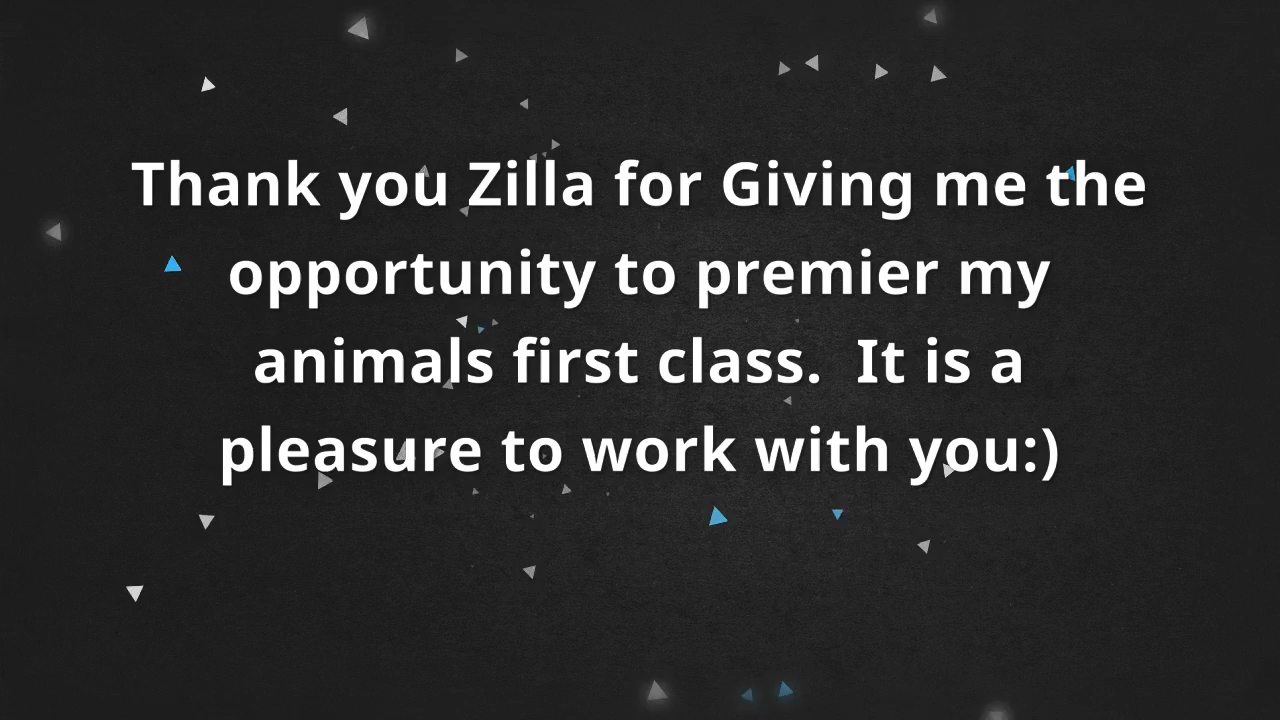 Thank you Zilla for Giving me the
opportunity to premier my
animals first class.  It is a
pleasure to work with you:)